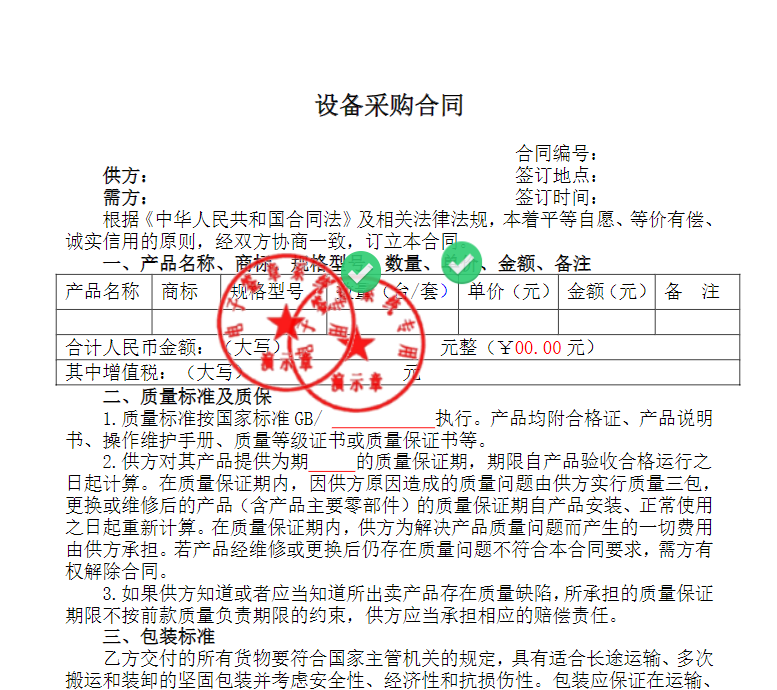 设备采购合同
合同编号：
供方： 签订地点：
需方： 签订时间：
根据《中华人民共和国合同法》及相关法律法规，本着平等自愿、等价有偿、
诚实信用的原则，经双方协商一致，订立本合同。
一、产品名称、商标、规格型号、数量、单价、金额、备注
产品名称 商标 规格型号 数量（台/套） 单价（元） 金额（元） 备 注
合计人民币金额：（大写） 元整（￥00.00 元）
其中增值税：（大写） 元
电子签章系统专用
演示章
电子签章系统专用
演示章
二、质量标准及质保
1.质量标准按国家标准 GB/ 执行。产品均附合格证、产品说明
书、操作维护手册、质量等级证书或质量保证书等。
2.供方对其产品提供为期 的质量保证期，期限自产品验收合格运行之
日起计算。在质量保证期内，因供方原因造成的质量问题由供方实行质量三包，
更换或维修后的产品（含产品主要零部件）的质量保证期自产品安装、正常使用
之日起重新计算。在质量保证期内，供方为解决产品质量问题而产生的一切费用
由供方承担。若产品经维修或更换后仍存在质量问题不符合本合同要求，需方有
权解除合同。
3.如果供方知道或者应当知道所出卖产品存在质量缺陷，所承担的质量保证
期限不按前款质量负责期限的约束，供方应当承担相应的赔偿责任。
三、包装标准
乙方交付的所有货物要符合国家主管机关的规定，具有适合长途运输、多次
搬运和装卸的坚固包装并考虑安全性、经济性和抗损伤性。包装应保证在运输、